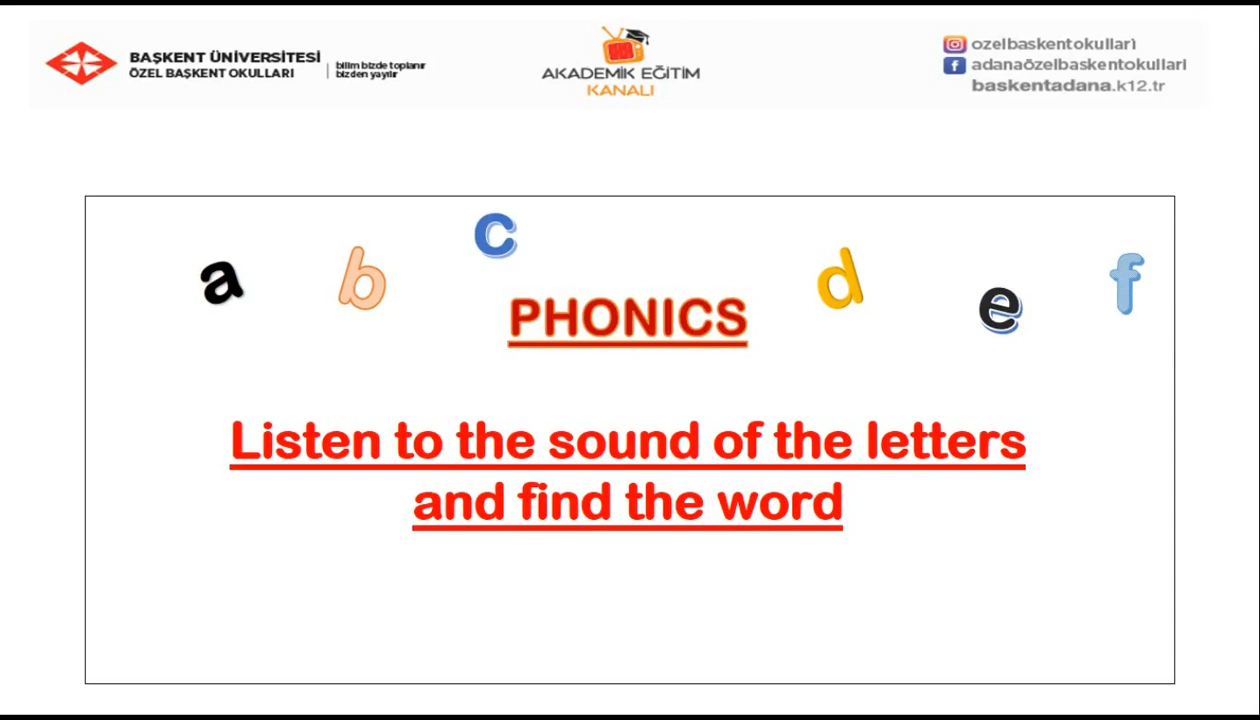 BAŞKENT ÜNİVERSİTESİ
ÖZEL BAŞKENT OKULLARI
bilim bizde toplanır
bizden yayılır
AKADEMİK EĞİTİM
KANALI
ozelbaskentokullarì
adanaözelbaskentokullari
baskentadana.k12.tr
a b c d e f
PHONICS
Listen to the sound of the letters
and find the word